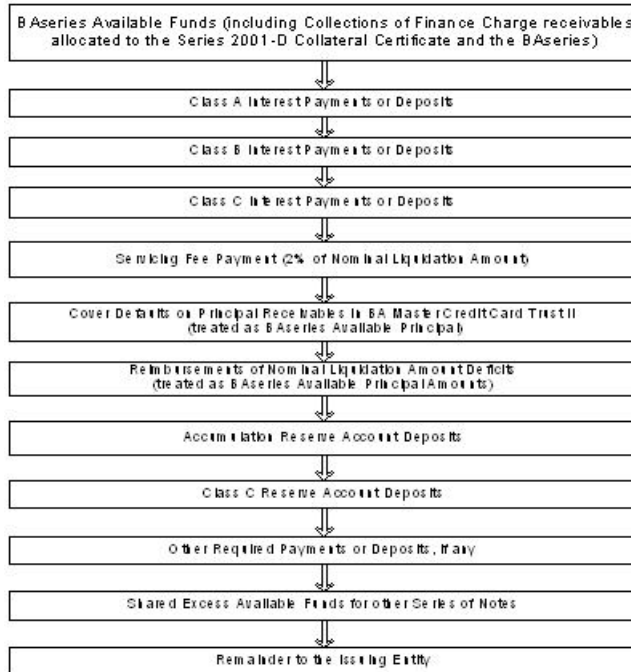 BAseries Available Funds (including Collections of Finance Charge receivables
allocated to the Series 2001-D Collateral Certificate and the BAseries)
Class A Interest Payments or Deposits
Class B Interest Payments or Deposits
Class C Interest Payments or Deposits
Servicing Fee Payment (2% of Nominal Liquidation Amount)
Cover Defaults on Principal Receivables in BA Master Credit Card Trust II
(treated as BAseries Available Principal)
Reimbursements of Nominal Liquidation Amount Deficits
(treated as BAseries Available Principal Amounts)
Accumulation Reserve Account Deposits
Class C Reserve Account Deposits
Other Required Payments or Deposits, if any
Shared Excess Available Funds for other Series of Notes
Remainder to the Issuing Entity